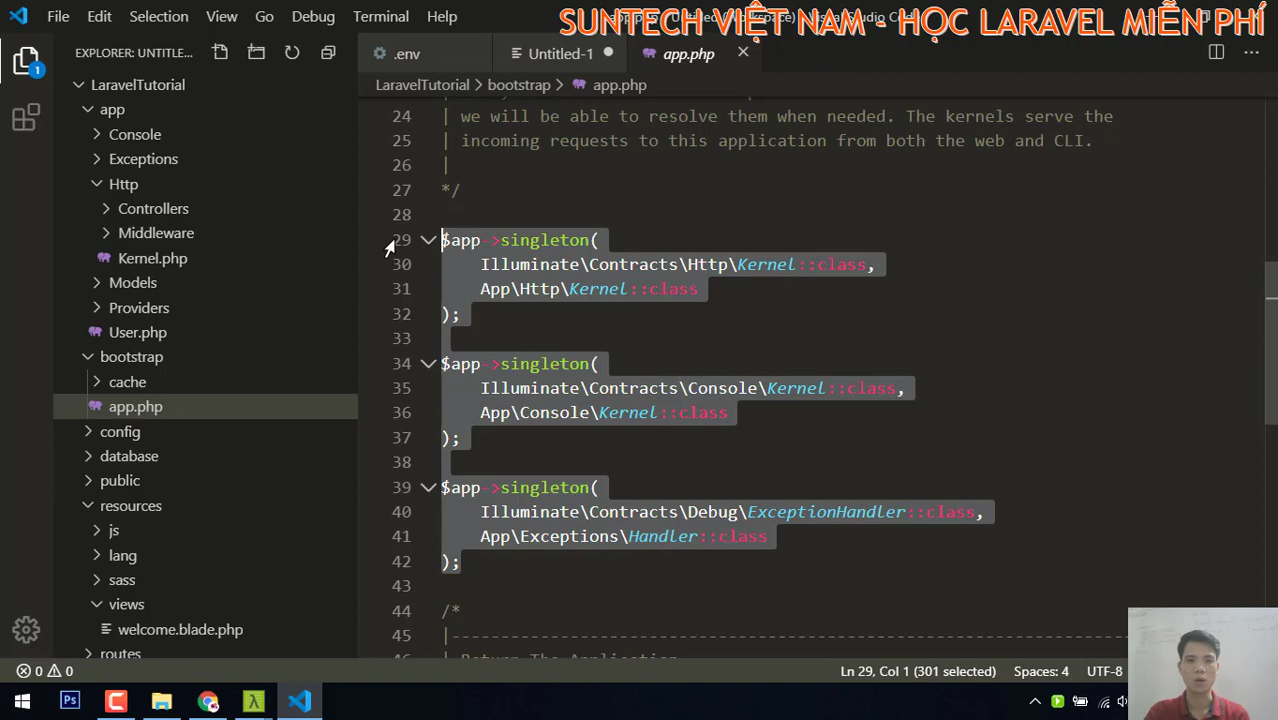 SUNTECH VIỆT NAM - HỌC LARAVEL MIỄN PHÍ
File Edit Selection View Go Debug Terminal Help
EXPLORER: UNTITLE...
1
LaravelTutorial
app
Console
Exceptions
Http
Controllers
Middleware
Kernel.php
Models
Providers
User.php
bootstrap
cache
app.php
config
database
public
resources
js
lang
sass
views
welcome.blade.php
routes
.env Untitled-1 app.php
LaravelTutorial > bootstrap > app.php
24 | we will be able to resolve them when needed. The kernels serve the
25 | incoming requests to this application from both the web and CLI.
26 |
27 */
28
29 $app->singleton(
30 Illuminate\Contracts\Http\Kernel::class,
31 App\Http\Kernel::class
32 );
33
34 $app->singleton(
35 Illuminate\Contracts\Console\Kernel::class,
36 App\Console\Kernel::class
37 );
38
39 $app->singleton(
40 Illuminate\Contracts\Debug\ExceptionHandler::class,
41 App\Exceptions\Handler::class
42 );
43
44 /*
45 |--------------------------------------------------------------------------
46 | Return The Application
0 0
Ln 29, Col 1 (301 selected) Spaces: 4 UTF-8
Ps